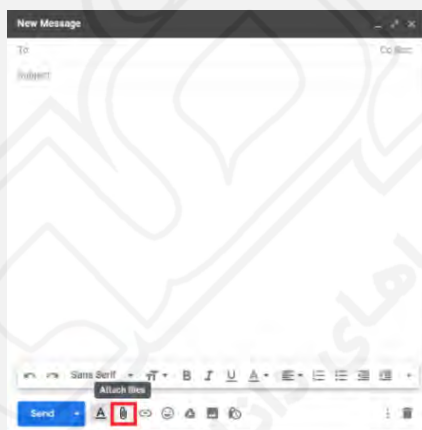 New Message
To
Cc Bcc
Subject
Sans Serif
Attach files
Send